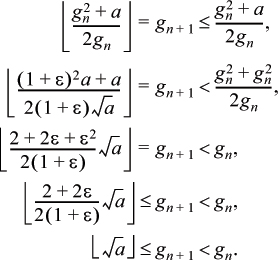 ⌊(g_n^2 + a)/(2g_n)⌋ = g_{n+1} ≤ (g_n^2 + a)/(2g_n),
⌊((1 + ε)^2 a + a)/(2(1 + ε)√a)⌋ = g_{n+1} < (g_n^2 + g_n^2)/(2g_n),
⌊(2 + 2ε + ε^2)/(2(1 + ε)) √a⌋ = g_{n+1} < g_n,
⌊(2 + 2ε)/(2(1 + ε)) √a⌋ ≤ g_{n+1} < g_n,
⌊√a⌋ ≤ g_{n+1} < g_n.